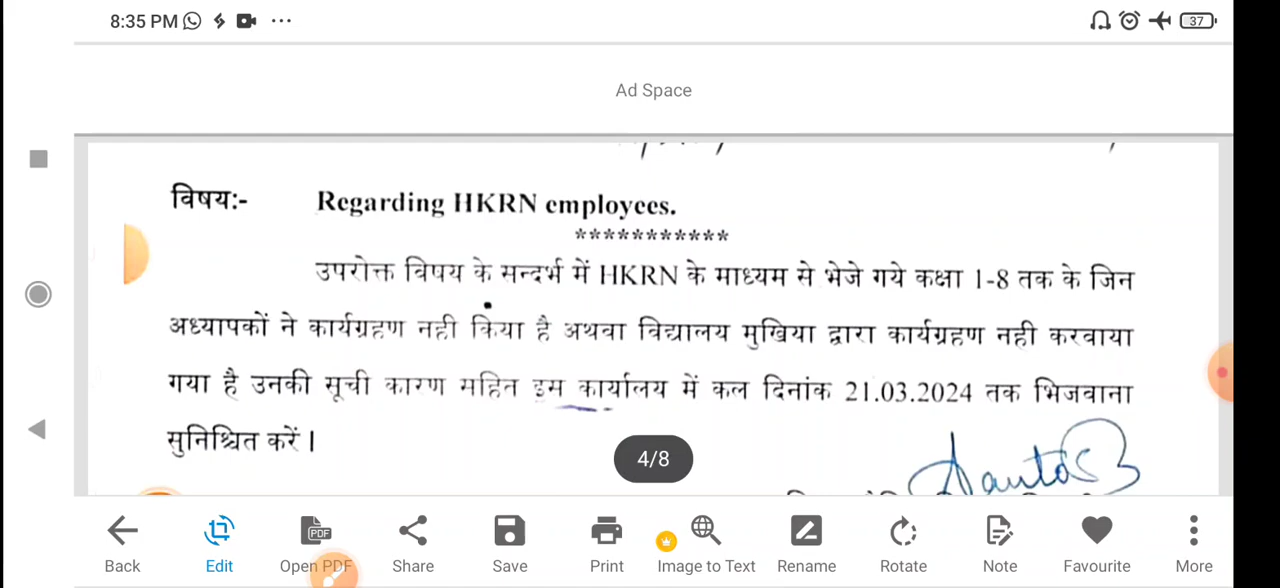 8:35 PM
37
Ad Space
विषय:- Regarding HKRN employees.
***********
उपरोक्त विषय के सन्दर्भ में HKRN के माध्यम से भेजे गये कक्षा 1-8 तक के जिन
अध्यापकों ने कार्यग्रहण नही किया है अथवा विद्यालय मुखिया द्वारा कार्यग्रहण नही करवाया
गया है उनकी सूची कारण सहित इस कार्यालय में कल दिनांक 21.03.2024 तक भिजवाना
सुनिश्चित करें।
4/8
Back Edit Open PDF Share Save Print Image to Text Rename Rotate Note Favourite More